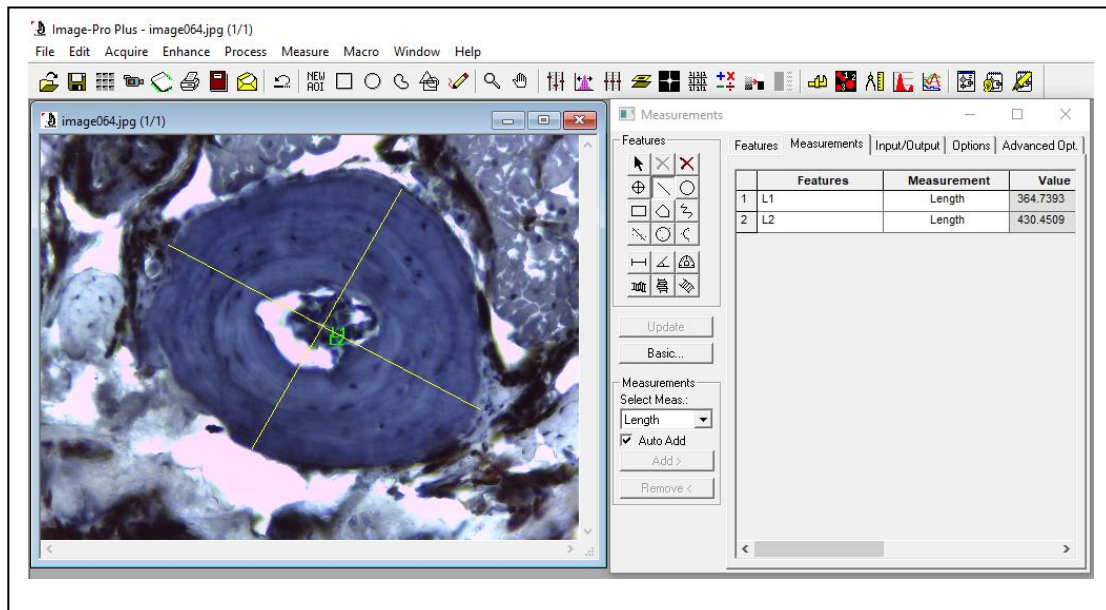 Image-Pro Plus - image064.jpg (1/1)
File Edit Acquire Enhance Process Measure Macro Window Help
NEW AOI
image064.jpg (1/1)
Measurements
Features
Features Measurements Input/Output Options Advanced Opt.
Features Measurement Value
1 L1 Length 364.7393
2 L2 Length 430.4509
Update
Basic...
Measurements
Select Meas.:
Length
Auto Add
Add >
Remove <